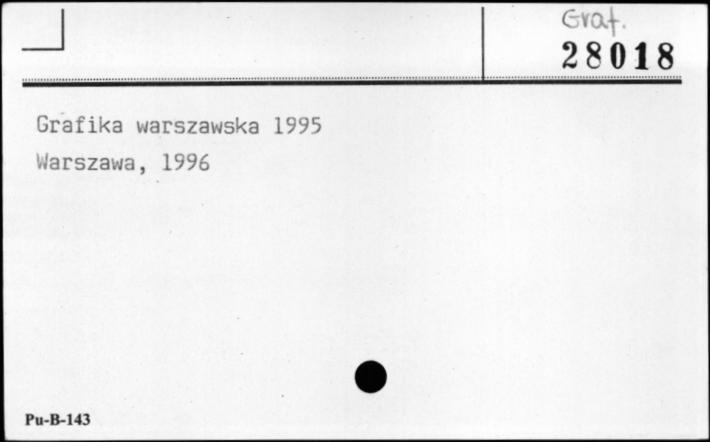 Graf.
28018
Grafika warszawska 1995
Warszawa, 1996
Pu-B-143